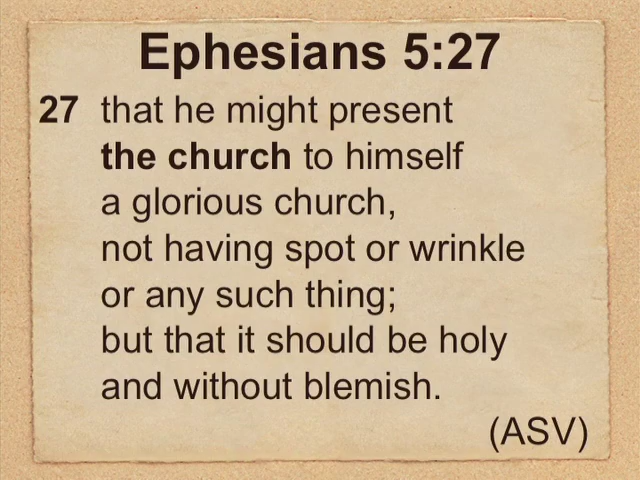 Ephesians 5:27
27 that he might present
the church to himself
a glorious church,
not having spot or wrinkle
or any such thing;
but that it should be holy
and without blemish.
(ASV)